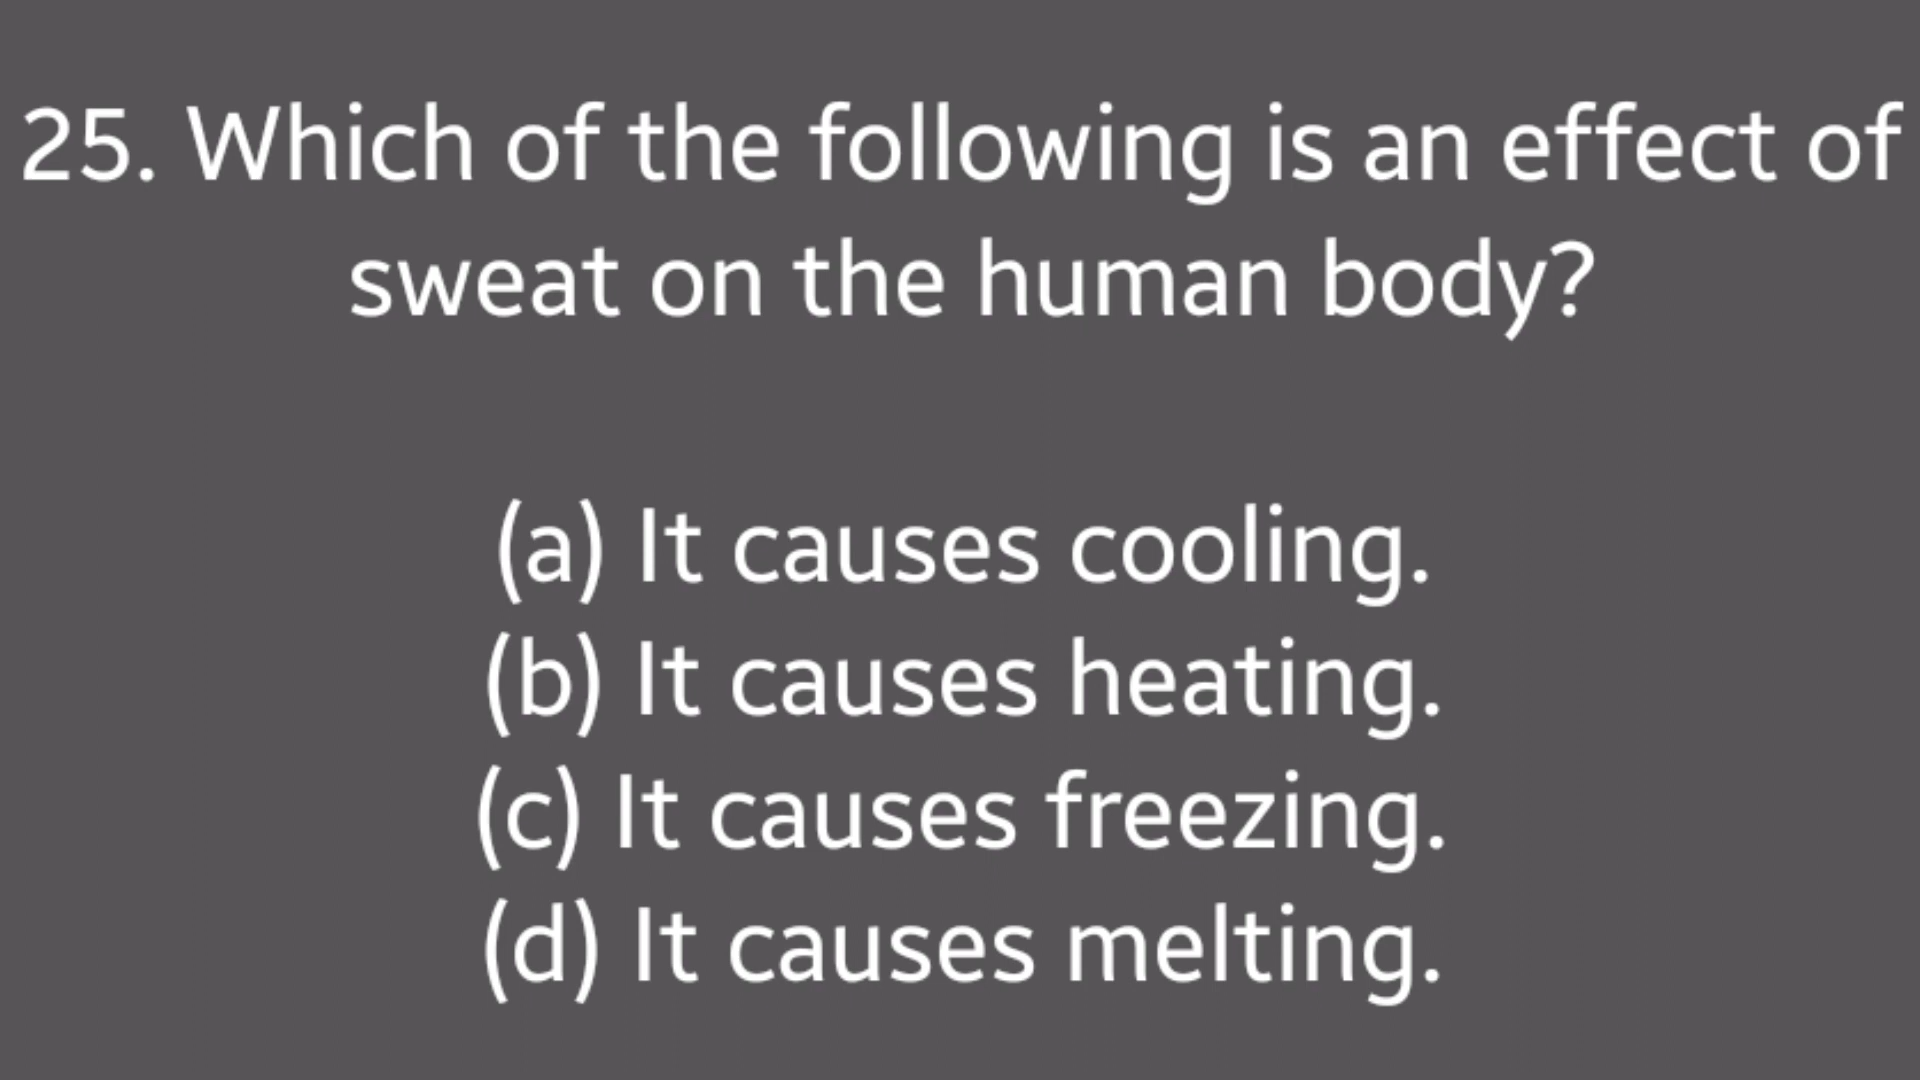 25. Which of the following is an effect of
sweat on the human body?
(a) It causes cooling.
(b) It causes heating.
(c) It causes freezing.
(d) It causes melting.